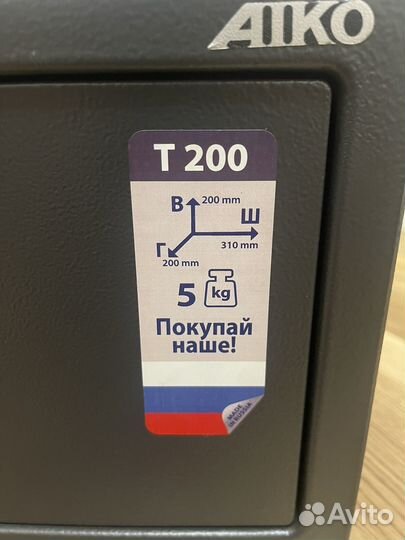 AIKO
T 200
В 200 mm
Ш
310 mm
Г
200 mm
5 kg
Покупай
наше!
MADE
IN RUSSIA
Avito